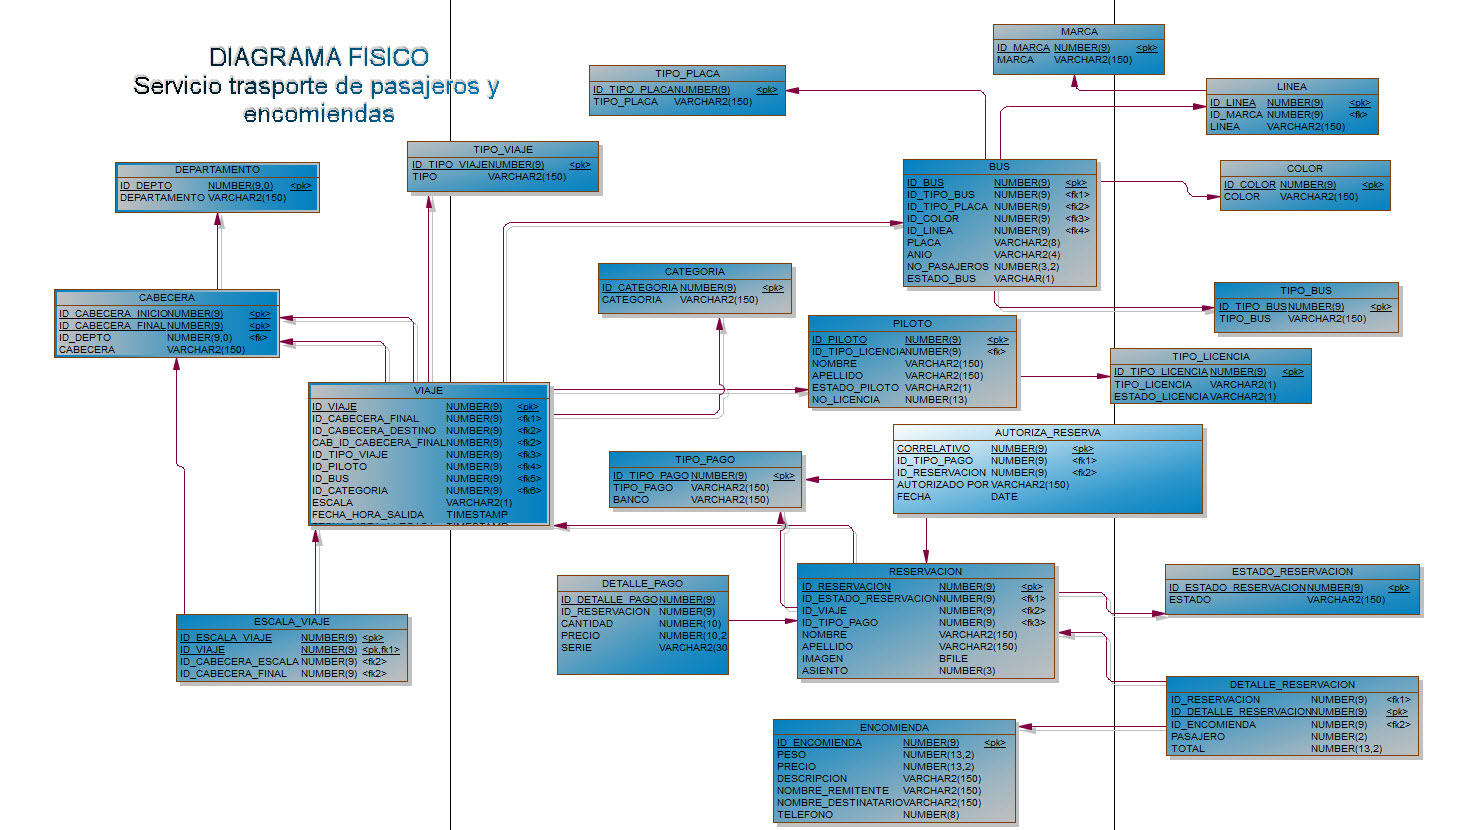 DIAGRAMA FISICO
Servicio trasporte de pasajeros y
encomiendas
MARCA
ID_MARCA NUMBER(9) <pk>
MARCA VARCHAR2(150)
TIPO_PLACA
ID_TIPO_PLACA NUMBER(9) <pk>
TIPO_PLACA VARCHAR2(150)
LINEA
ID_LINEA NUMBER(9) <pk>
ID_MARCA NUMBER(9) <fk>
LINEA VARCHAR2(150)
TIPO_VIAJE
ID_TIPO_VIAJE NUMBER(9) <pk>
TIPO VARCHAR2(150)
DEPARTAMENTO
ID_DEPTO NUMBER(9,0) <pk>
DEPARTAMENTO VARCHAR2(150)
BUS
ID_BUS NUMBER(9) <pk>
ID_TIPO_BUS NUMBER(9) <fk1>
ID_TIPO_PLACA NUMBER(9) <fk2>
ID_COLOR NUMBER(9) <fk3>
ID_LINEA NUMBER(9) <fk4>
PLACA VARCHAR2(8)
ANIO VARCHAR2(4)
NO_PASAJEROS NUMBER(3,2)
ESTADO_BUS VARCHAR(1)
COLOR
ID_COLOR NUMBER(9) <pk>
COLOR VARCHAR2(150)
CATEGORIA
ID_CATEGORIA NUMBER(9) <pk>
CATEGORIA VARCHAR2(150)
TIPO_BUS
ID_TIPO_BUS NUMBER(9) <pk>
TIPO_BUS VARCHAR2(150)
CABECERA
ID_CABECERA_INICIO NUMBER(9) <pk>
ID_CABECERA_FINAL NUMBER(9) <pk>
ID_DEPTO NUMBER(9,0) <fk>
CABECERA VARCHAR2(150)
PILOTO
ID_PILOTO NUMBER(9) <pk>
ID_TIPO_LICENCIA NUMBER(9) <fk>
NOMBRE VARCHAR2(150)
APELLIDO VARCHAR2(150)
ESTADO_PILOTO VARCHAR2(1)
NO_LICENCIA NUMBER(13)
TIPO_LICENCIA
ID_TIPO_LICENCIA NUMBER(9) <pk>
TIPO_LICENCIA VARCHAR2(1)
ESTADO_LICENCIA VARCHAR2(1)
VIAJE
ID_VIAJE NUMBER(9) <pk>
ID_CABECERA_FINAL NUMBER(9) <fk1>
ID_CABECERA_DESTINO NUMBER(9) <fk2>
CAB_ID_CABECERA_FINAL NUMBER(9) <fk2>
ID_TIPO_VIAJE NUMBER(9) <fk3>
ID_PILOTO NUMBER(9) <fk4>
ID_BUS NUMBER(9) <fk5>
ID_CATEGORIA NUMBER(9) <fk6>
ESCALA VARCHAR2(1)
FECHA_HORA_SALIDA TIMESTAMP
AUTORIZA_RESERVA
CORRELATIVO NUMBER(9) <pk>
ID_TIPO_PAGO NUMBER(9) <fk1>
ID_RESERVACION NUMBER(9) <fk2>
AUTORIZADO POR VARCHAR2(150)
FECHA DATE
TIPO_PAGO
ID_TIPO_PAGO NUMBER(9) <pk>
TIPO_PAGO VARCHAR2(150)
BANCO VARCHAR2(150)
RESERVACION
ID_RESERVACION NUMBER(9) <pk>
ID_ESTADO_RESERVACION NUMBER(9) <fk1>
ID_VIAJE NUMBER(9) <fk2>
ID_TIPO_PAGO NUMBER(9) <fk3>
NOMBRE VARCHAR2(150)
APELLIDO VARCHAR2(150)
IMAGEN BFILE
ASIENTO NUMBER(3)
ESTADO_RESERVACION
ID_ESTADO_RESERVACION NUMBER(9) <pk>
ESTADO VARCHAR2(150)
DETALLE_PAGO
ID_DETALLE_PAGO NUMBER(9)
ID_RESERVACION NUMBER(9)
CANTIDAD NUMBER(10)
PRECIO NUMBER(10,2
SERIE VARCHAR2(30
ESCALA_VIAJE
ID_ESCALA_VIAJE NUMBER(9) <pk>
ID_VIAJE NUMBER(9) <pk,fk1>
ID_CABECERA_ESCALA NUMBER(9) <fk2>
ID_CABECERA_FINAL NUMBER(9) <fk2>
DETALLE_RESERVACION
ID_RESERVACION NUMBER(9) <fk1>
ID_DETALLE_RESERVACION NUMBER(9) <pk>
ID_ENCOMIENDA NUMBER(9) <fk2>
PASAJERO NUMBER(2)
TOTAL NUMBER(13,2)
ENCOMIENDA
ID_ENCOMIENDA NUMBER(9) <pk>
PESO NUMBER(13,2)
PRECIO NUMBER(13,2)
DESCRIPCION VARCHAR2(150)
NOMBRE_REMITENTE VARCHAR2(150)
NOMBRE_DESTINATARIO VARCHAR2(150)
TELEFONO NUMBER(8)